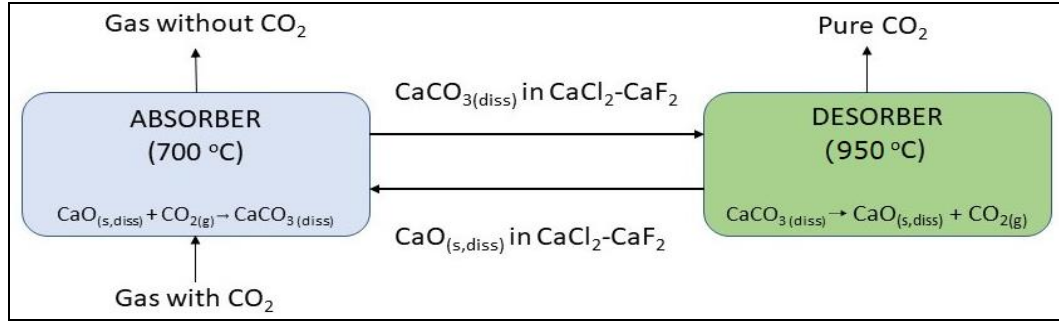 Gas without CO₂
Pure CO₂
CaCO₃(diss) in CaCl₂-CaF₂
ABSORBER
(700 °C)
DESORBER
(950 °C)
CaO(s,diss) + CO₂(g) → CaCO₃ (diss)
CaCO₃ (diss) → CaO(s,diss) + CO₂(g)
CaO(s,diss) in CaCl₂-CaF₂
Gas with CO₂